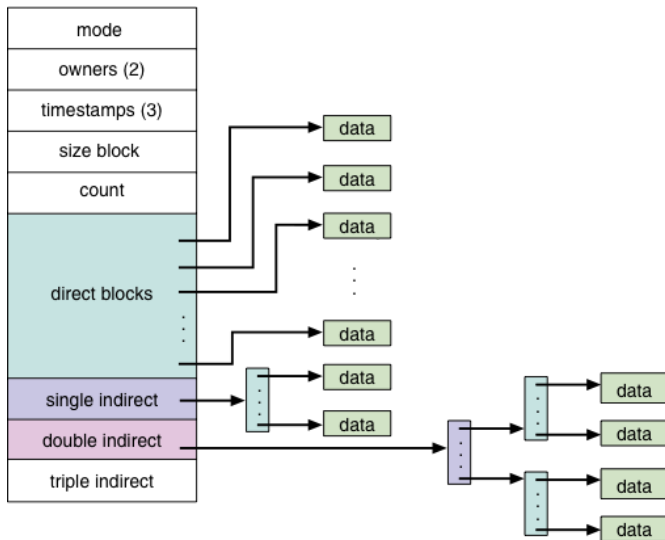 mode
owners (2)
timestamps (3)
size block
count
direct blocks
single indirect
double indirect
triple indirect
data
data
data
data
data
data
data
data
data
data